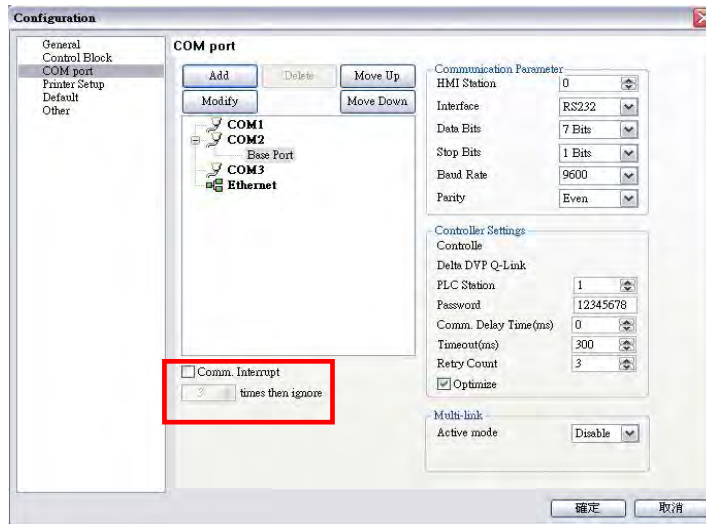 Configuration
General
Control Block
COM port
Printer Setup
Default
Other
COM port
Add
Delete
Move Up
Modify
Move Down
COM1
COM2
Base Port
COM3
Ethernet
Comm. Interrupt
3 times then ignore
Communication Parameter
HMI Station 0
Interface RS232
Data Bits 7 Bits
Stop Bits 1 Bits
Baud Rate 9600
Parity Even
Controller Settings
Controlle
Delta DVP Q-Link
PLC Station 1
Password 12345678
Comm. Delay Time(ms) 0
Timeout(ms) 300
Retry Count 3
Optimize
Multi-link
Active mode Disable
確定
取消